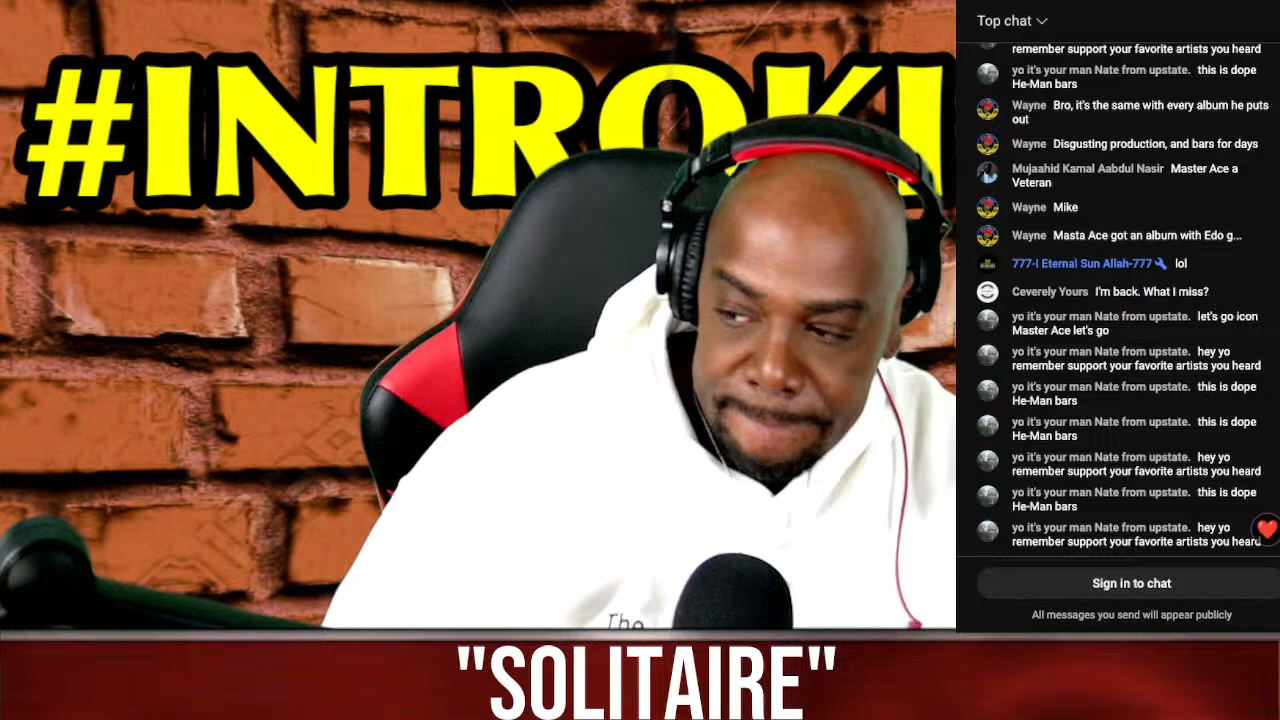 #INTROKI
The
"SOLITAIRE"
Top chat
remember support your favorite artists you heard
yo it's your man Nate from upstate. this is dope
He-Man bars
Wayne Bro, it's the same with every album he puts
out
Wayne Disgusting production, and bars for days
Mujaahid Kamal Aabdul Nasir Master Ace a
Veteran
Wayne Mike
Wayne Masta Ace got an album with Edo g...
777-I Eternal Sun Allah-777 lol
Ceverely Yours I'm back. What I miss?
yo it's your man Nate from upstate. let's go icon
Master Ace let's go
yo it's your man Nate from upstate. hey yo
remember support your favorite artists you heard
yo it's your man Nate from upstate. this is dope
He-Man bars
yo it's your man Nate from upstate. this is dope
He-Man bars
yo it's your man Nate from upstate. hey yo
remember support your favorite artists you heard
yo it's your man Nate from upstate. this is dope
He-Man bars
yo it's your man Nate from upstate. hey yo
remember support your favorite artists you heard
Sign in to chat
All messages you send will appear publicly